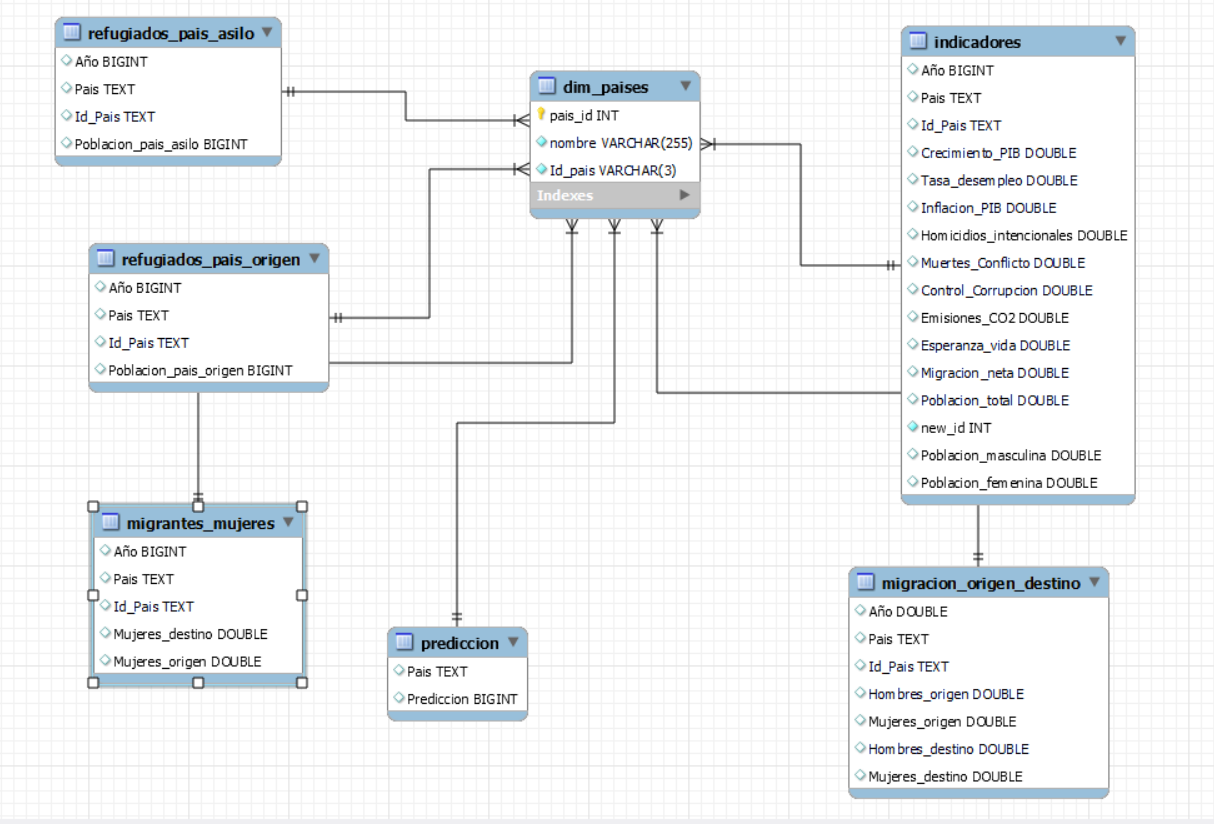 refugiados_pais_asilo
Año BIGINT
Pais TEXT
Id_Pais TEXT
Poblacion_pais_asilo BIGINT
dim_paises
pais_id INT
nombre VARCHAR(255)
Id_pais VARCHAR(3)
Indexes
indicadores
Año BIGINT
Pais TEXT
Id_Pais TEXT
Crecimiento_PIB DOUBLE
Tasa_desempleo DOUBLE
Inflacion_PIB DOUBLE
Homicidios_intencionales DOUBLE
Muertes_Conflicto DOUBLE
Control_Corrupcion DOUBLE
Emisiones_CO2 DOUBLE
Esperanza_vida DOUBLE
Migracion_neta DOUBLE
Poblacion_total DOUBLE
new_id INT
Poblacion_masculina DOUBLE
Poblacion_femenina DOUBLE
refugiados_pais_origen
Año BIGINT
Pais TEXT
Id_Pais TEXT
Poblacion_pais_origen BIGINT
migrantes_mujeres
Año BIGINT
Pais TEXT
Id_Pais TEXT
Mujeres_destino DOUBLE
Mujeres_origen DOUBLE
prediccion
Pais TEXT
Prediccion BIGINT
migracion_origen_destino
Año DOUBLE
Pais TEXT
Id_Pais TEXT
Hombres_origen DOUBLE
Mujeres_origen DOUBLE
Hombres_destino DOUBLE
Mujeres_destino DOUBLE